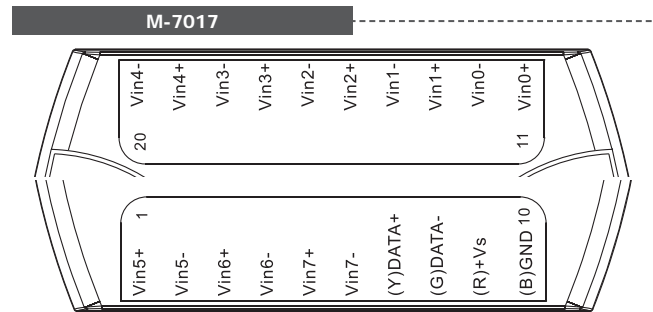 M-7017
Vin4- Vin4+ Vin3- Vin3+ Vin2- Vin2+ Vin1- Vin1+ Vin0- Vin0+
20 11
1 10
Vin5+ Vin5- Vin6+ Vin6- Vin7+ Vin7- (Y)DATA+ (G)DATA- (R)+Vs (B)GND